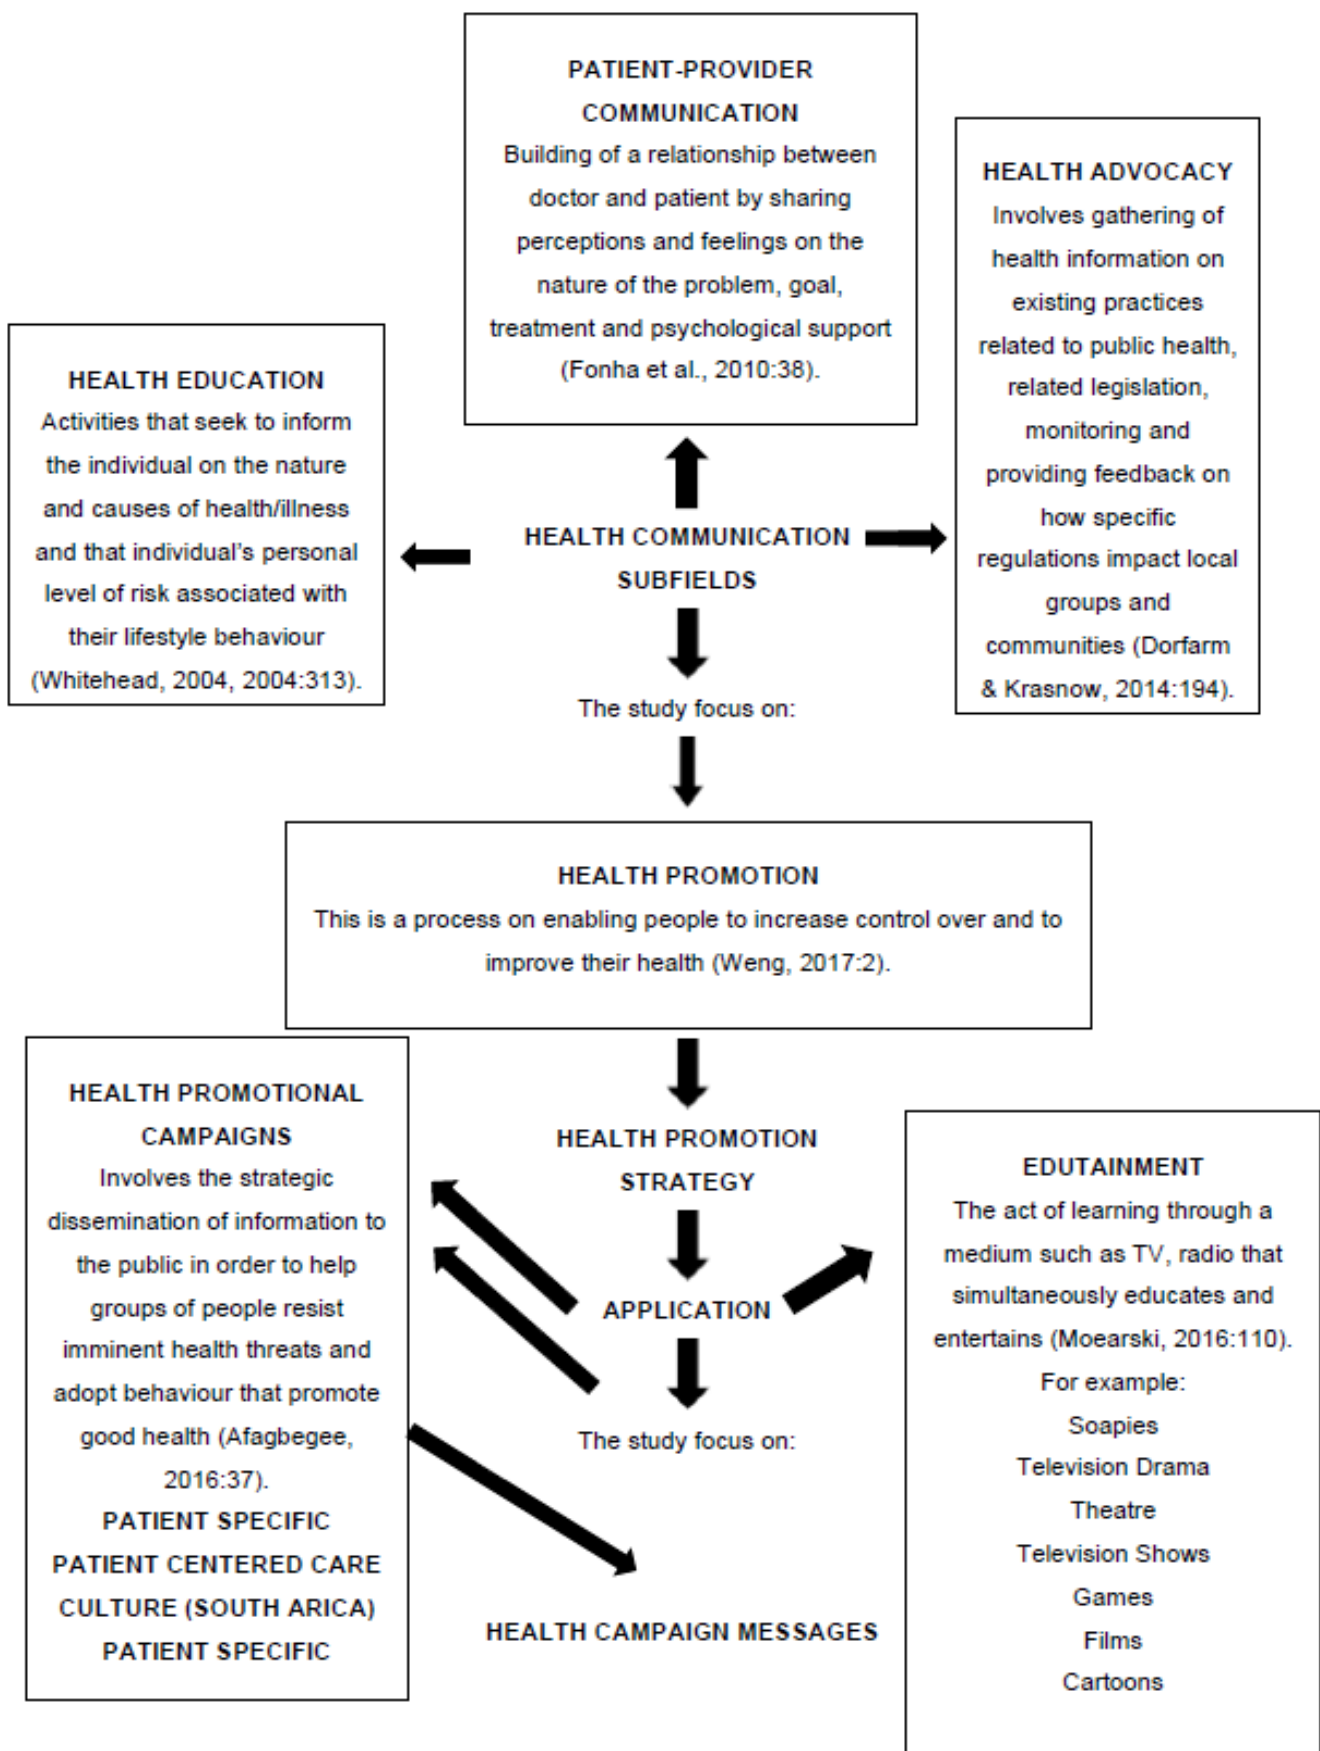 PATIENT-PROVIDER
COMMUNICATION
Building of a relationship between
doctor and patient by sharing
perceptions and feelings on the
nature of the problem, goal,
treatment and psychological support
(Fonha et al., 2010:38).
HEALTH ADVOCACY
Involves gathering of
health information on
existing practices
related to public health,
related legislation,
monitoring and
providing feedback on
how specific
regulations impact local
groups and
communities (Dorfarm
& Krasnow, 2014:194).
HEALTH EDUCATION
Activities that seek to inform
the individual on the nature
and causes of health/illness
and that individual's personal
level of risk associated with
their lifestyle behaviour
(Whitehead, 2004, 2004:313).
HEALTH COMMUNICATION
SUBFIELDS
The study focus on:
HEALTH PROMOTION
This is a process on enabling people to increase control over and to
improve their health (Weng, 2017:2).
HEALTH PROMOTIONAL
CAMPAIGNS
Involves the strategic
dissemination of information to
the public in order to help
groups of people resist
imminent health threats and
adopt behaviour that promote
good health (Afagbegee,
2016:37).
PATIENT SPECIFIC
PATIENT CENTERED CARE
CULTURE (SOUTH ARICA)
PATIENT SPECIFIC
HEALTH PROMOTION
STRATEGY
APPLICATION
The study focus on:
HEALTH CAMPAIGN MESSAGES
EDUTAINMENT
The act of learning through a
medium such as TV, radio that
simultaneously educates and
entertains (Moearski, 2016:110).
For example:
Soapies
Television Drama
Theatre
Television Shows
Games
Films
Cartoons